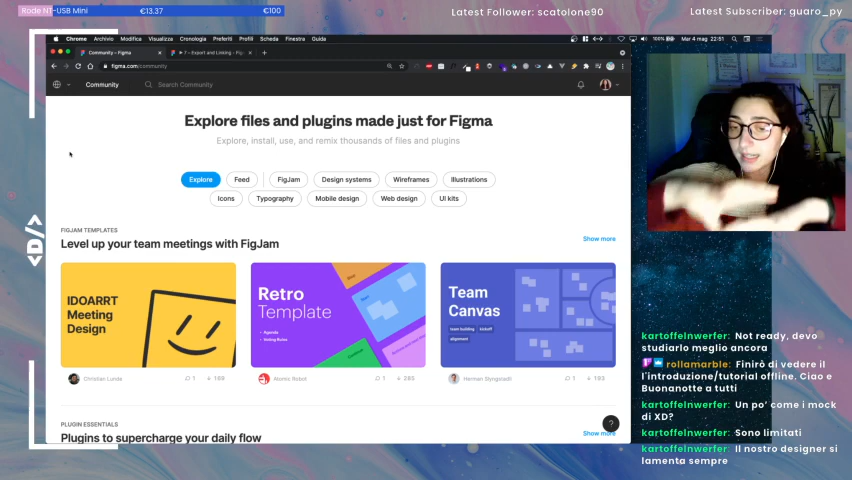 Rode NT-USB Mini
€13.37
€100
Latest Follower: scatolone90
Latest Subscriber: guaro_py
Chrome Archivio Modifica Visualizza Cronologia Preferiti Profili Scheda Finestra Guida
100%
Mar 4 mag 22:51
Community – Figma
7 - Export and Linking - Fig
figma.com/community
Community
Search Community
Explore files and plugins made just for Figma
Explore, install, use, and remix thousands of files and plugins
Explore
Feed
FigJam
Design systems
Wireframes
Illustrations
Icons
Typography
Mobile design
Web design
UI kits
FIGJAM TEMPLATES
Level up your team meetings with FigJam
Show more
IDOARRT
Meeting
Design
Retro
Template
Agenda
Voting Rules
Team
Canvas
team building
kickoff
alignment
Christian Lunde
1
169
Atomic Robot
1
265
1
193
PLUGIN ESSENTIALS
Plugins to supercharge your daily flow
Show more
?
<D/>
kartoffelnwerfer: Not ready, devo
studiarlo meglio ancora
rollamarble: Finirò di vedere il
l'introduzione/tutorial offline. Ciao e
Buonanotte a tutti
kartoffelnwerfer: Un po' come i mock
di XD?
kartoffelnwerfer: Sono limitati
kartoffelnwerfer: Il nostro designer si
lamenta sempre